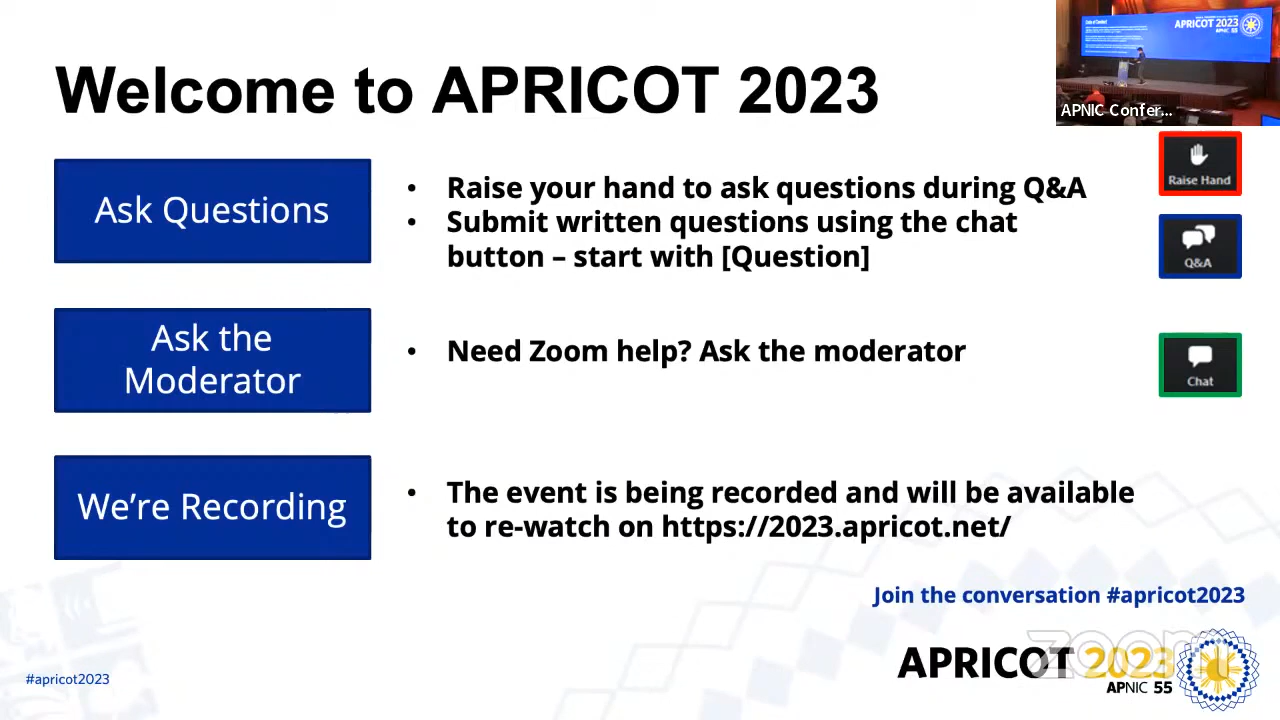 Welcome to APRICOT 2023
APRICOT 2023
APNIC 55
APNIC Confer...
Ask Questions
• Raise your hand to ask questions during Q&A
• Submit written questions using the chat
button – start with [Question]
Raise Hand
Q&A
Ask the
Moderator
• Need Zoom help? Ask the moderator
Chat
We're Recording
• The event is being recorded and will be available
to re-watch on https://2023.apricot.net/
Join the conversation #apricot2023
zoom
APRICOT 2023
APNIC 55
#apricot2023